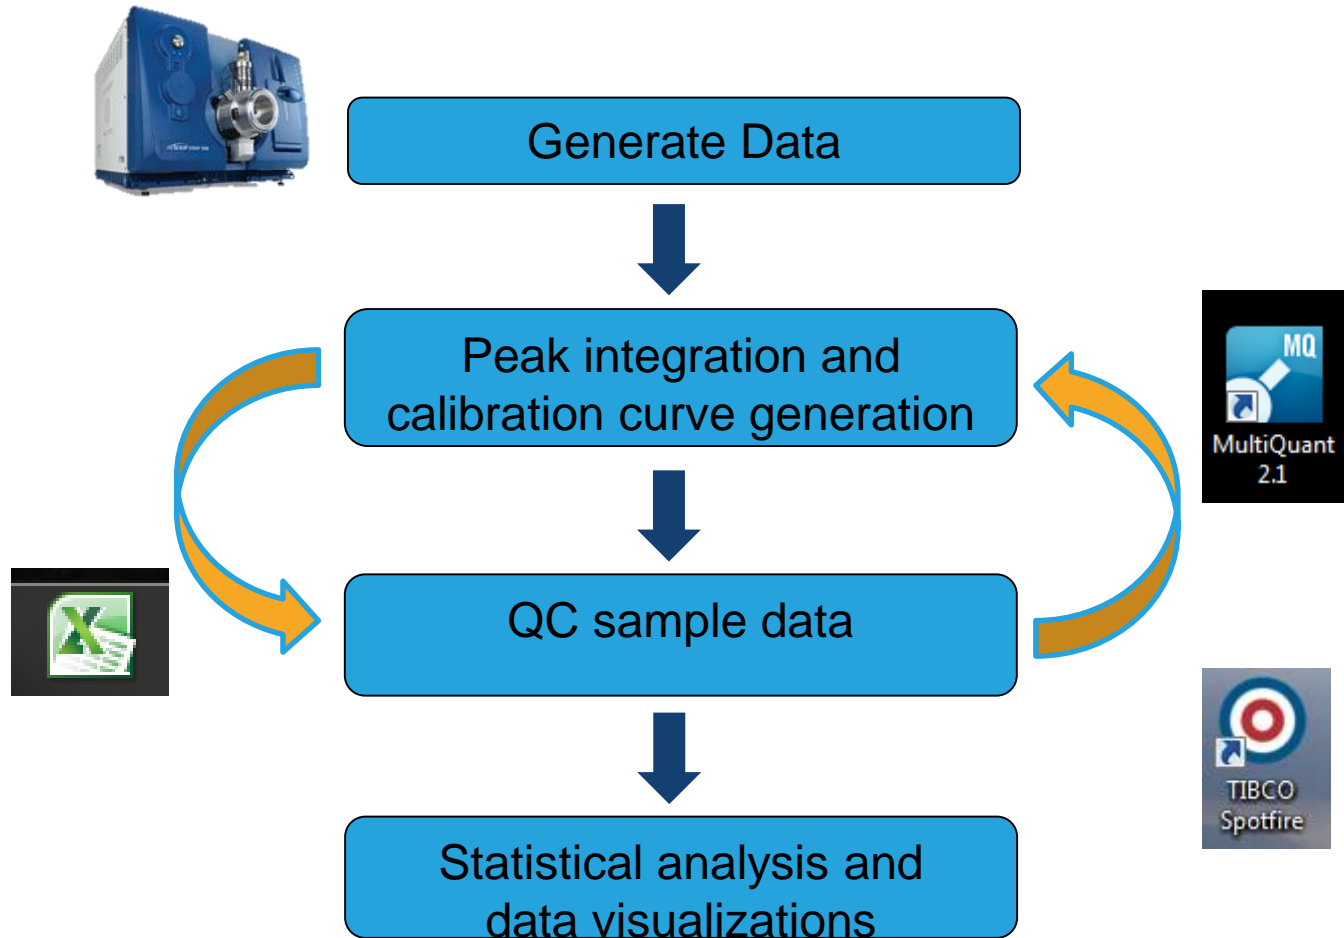 Generate Data
Peak integration and
calibration curve generation
MQ
MultiQuant
2.1
QC sample data
TIBCO
Spotfire
Statistical analysis and
data visualizations